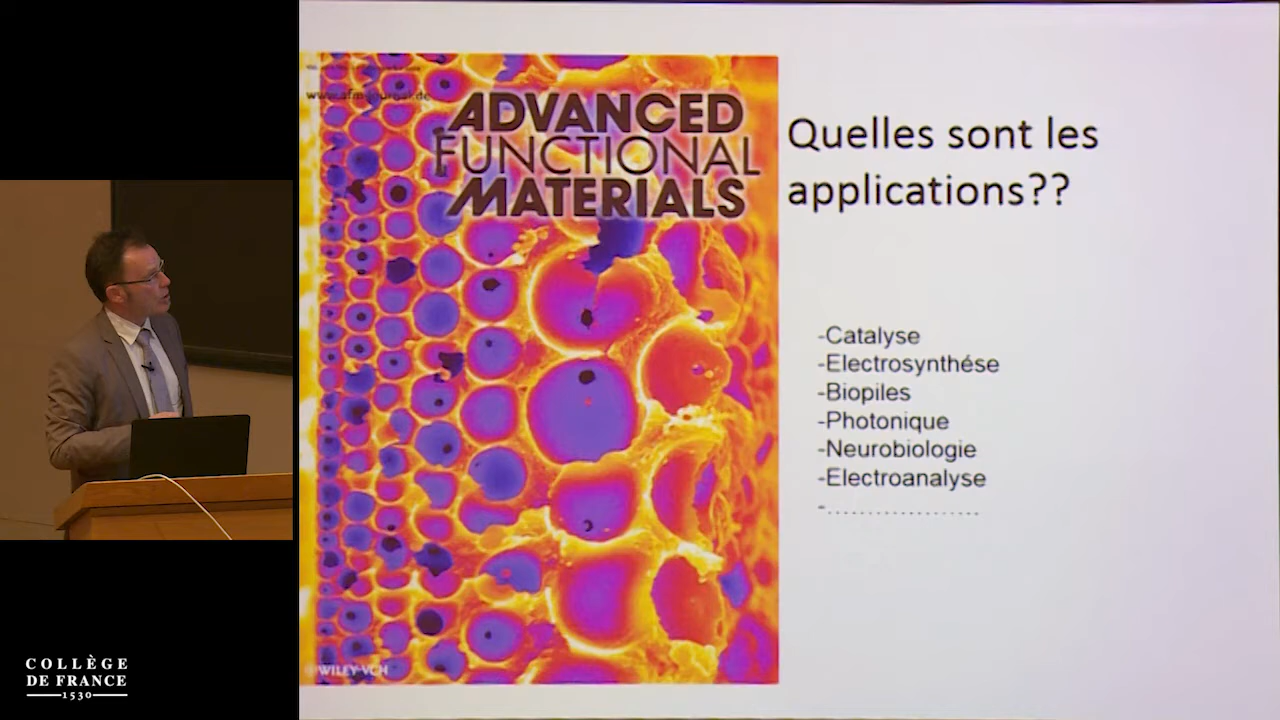 www.afm-journal.de
ADVANCED
FUNCTIONAL
MATERIALS
WILEY-VCH
Quelles sont les
applications??
-Catalyse
-Electrosynthése
-Biopiles
-Photonique
-Neurobiologie
-Electroanalyse
-...................
COLLÈGE
DE FRANCE
1530